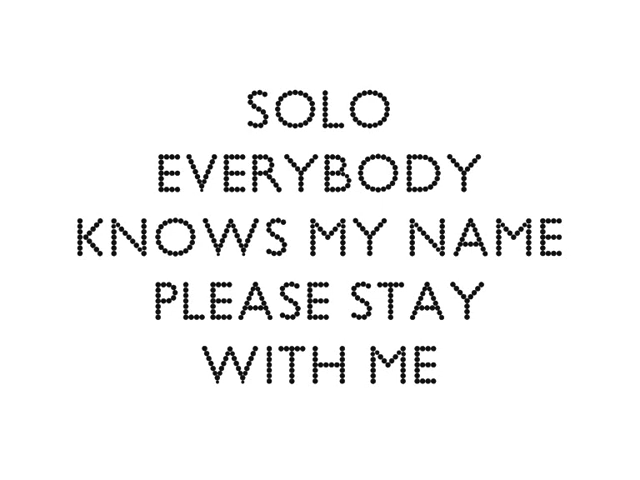 SOLO
EVERYBODY
KNOWS MY NAME
PLEASE STAY
WITH ME